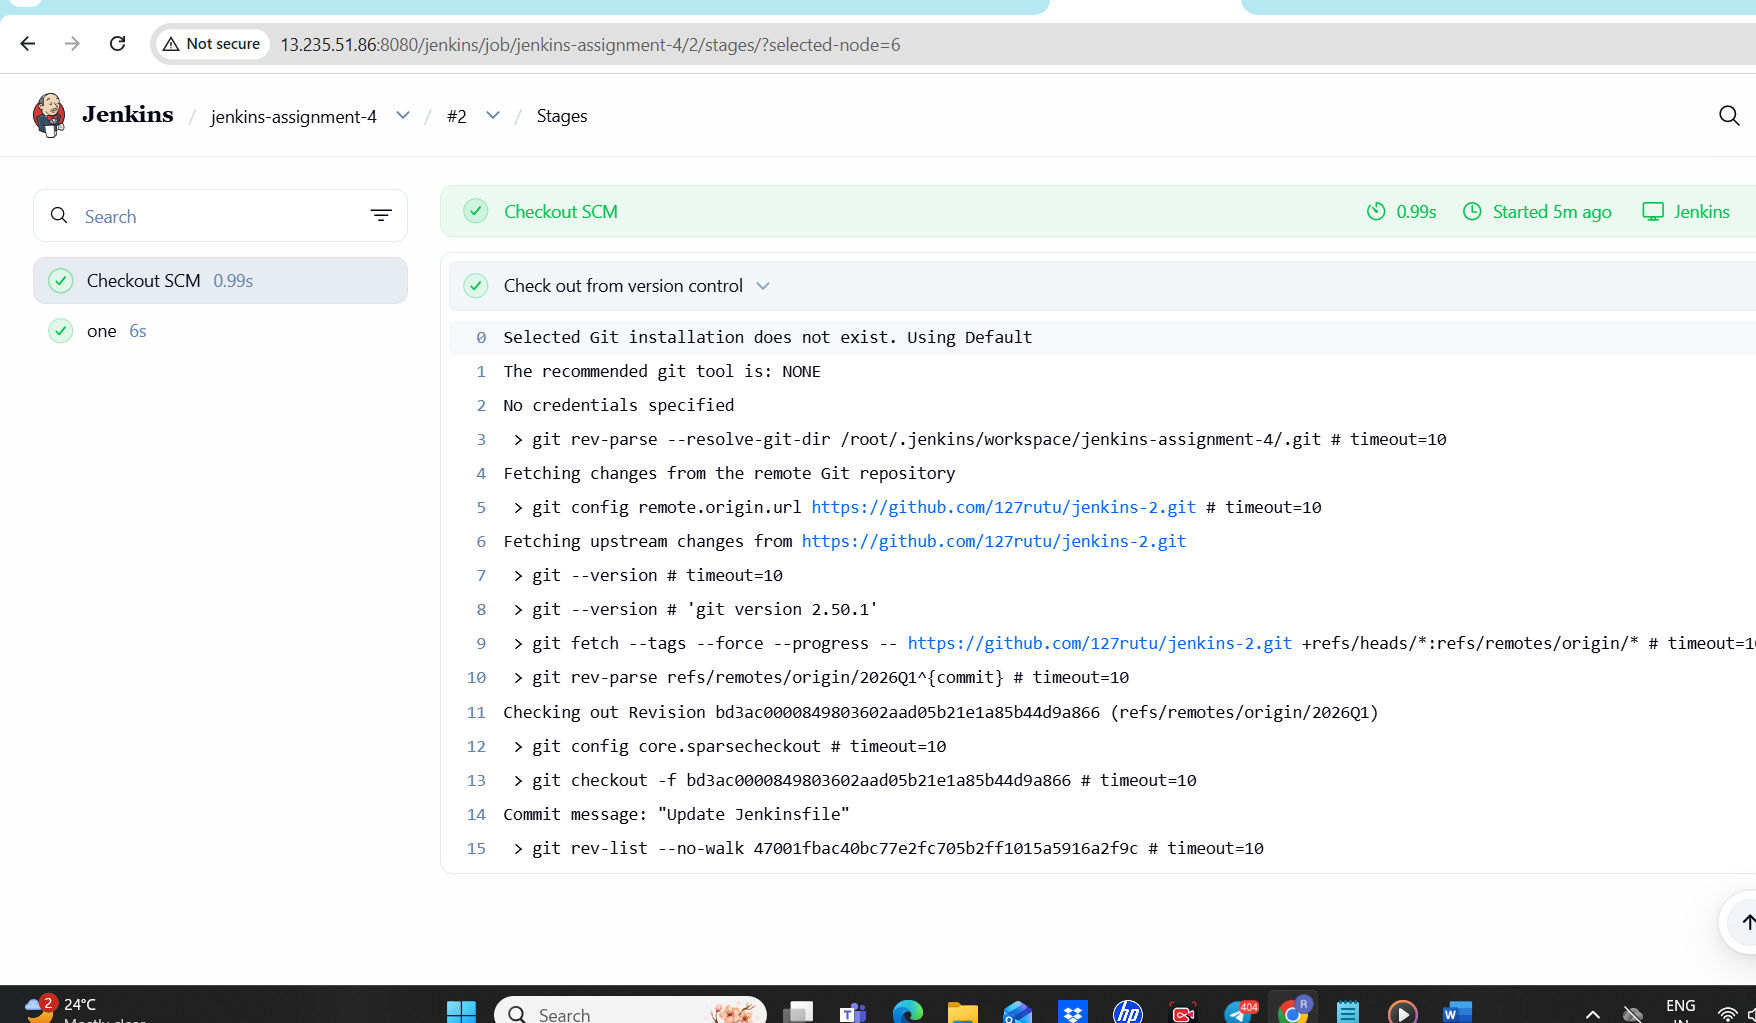 Not secure 13.235.51.86:8080/jenkins/job/jenkins-assignment-4/2/stages/?selected-node=6
Jenkins / jenkins-assignment-4 / #2 / Stages
Search
Checkout SCM 0.99s
one 6s
Checkout SCM 0.99s Started 5m ago Jenkins
Check out from version control
0 Selected Git installation does not exist. Using Default
1 The recommended git tool is: NONE
2 No credentials specified
3 > git rev-parse --resolve-git-dir /root/.jenkins/workspace/jenkins-assignment-4/.git # timeout=10
4 Fetching changes from the remote Git repository
5 > git config remote.origin.url https://github.com/127rutu/jenkins-2.git # timeout=10
6 Fetching upstream changes from https://github.com/127rutu/jenkins-2.git
7 > git --version # timeout=10
8 > git --version # 'git version 2.50.1'
9 > git fetch --tags --force --progress -- https://github.com/127rutu/jenkins-2.git +refs/heads/*:refs/remotes/origin/* # timeout=10
10 > git rev-parse refs/remotes/origin/2026Q1^{commit} # timeout=10
11 Checking out Revision bd3ac0000849803602aad05b21e1a85b44d9a866 (refs/remotes/origin/2026Q1)
12 > git config core.sparsecheckout # timeout=10
13 > git checkout -f bd3ac0000849803602aad05b21e1a85b44d9a866 # timeout=10
14 Commit message: "Update Jenkinsfile"
15 > git rev-list --no-walk 47001fbac40bc77e2fc705b2ff1015a5916a2f9c # timeout=10
2 24°C
Mostly clear
Search
404
R
ENG
IN